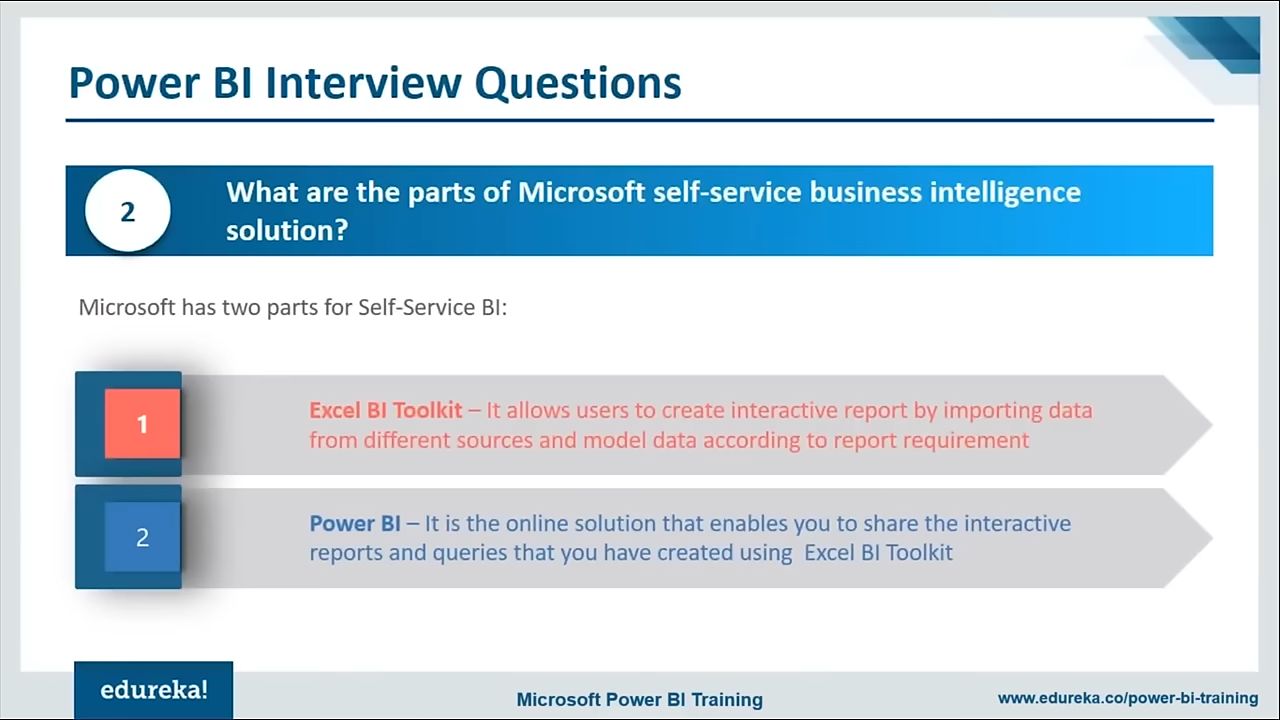 Power BI Interview Questions
2
What are the parts of Microsoft self-service business intelligence
solution?
Microsoft has two parts for Self-Service BI:
1
Excel BI Toolkit – It allows users to create interactive report by importing data
from different sources and model data according to report requirement
2
Power BI – It is the online solution that enables you to share the interactive
reports and queries that you have created using  Excel BI Toolkit
edureka!
Microsoft Power BI Training
www.edureka.co/power-bi-training